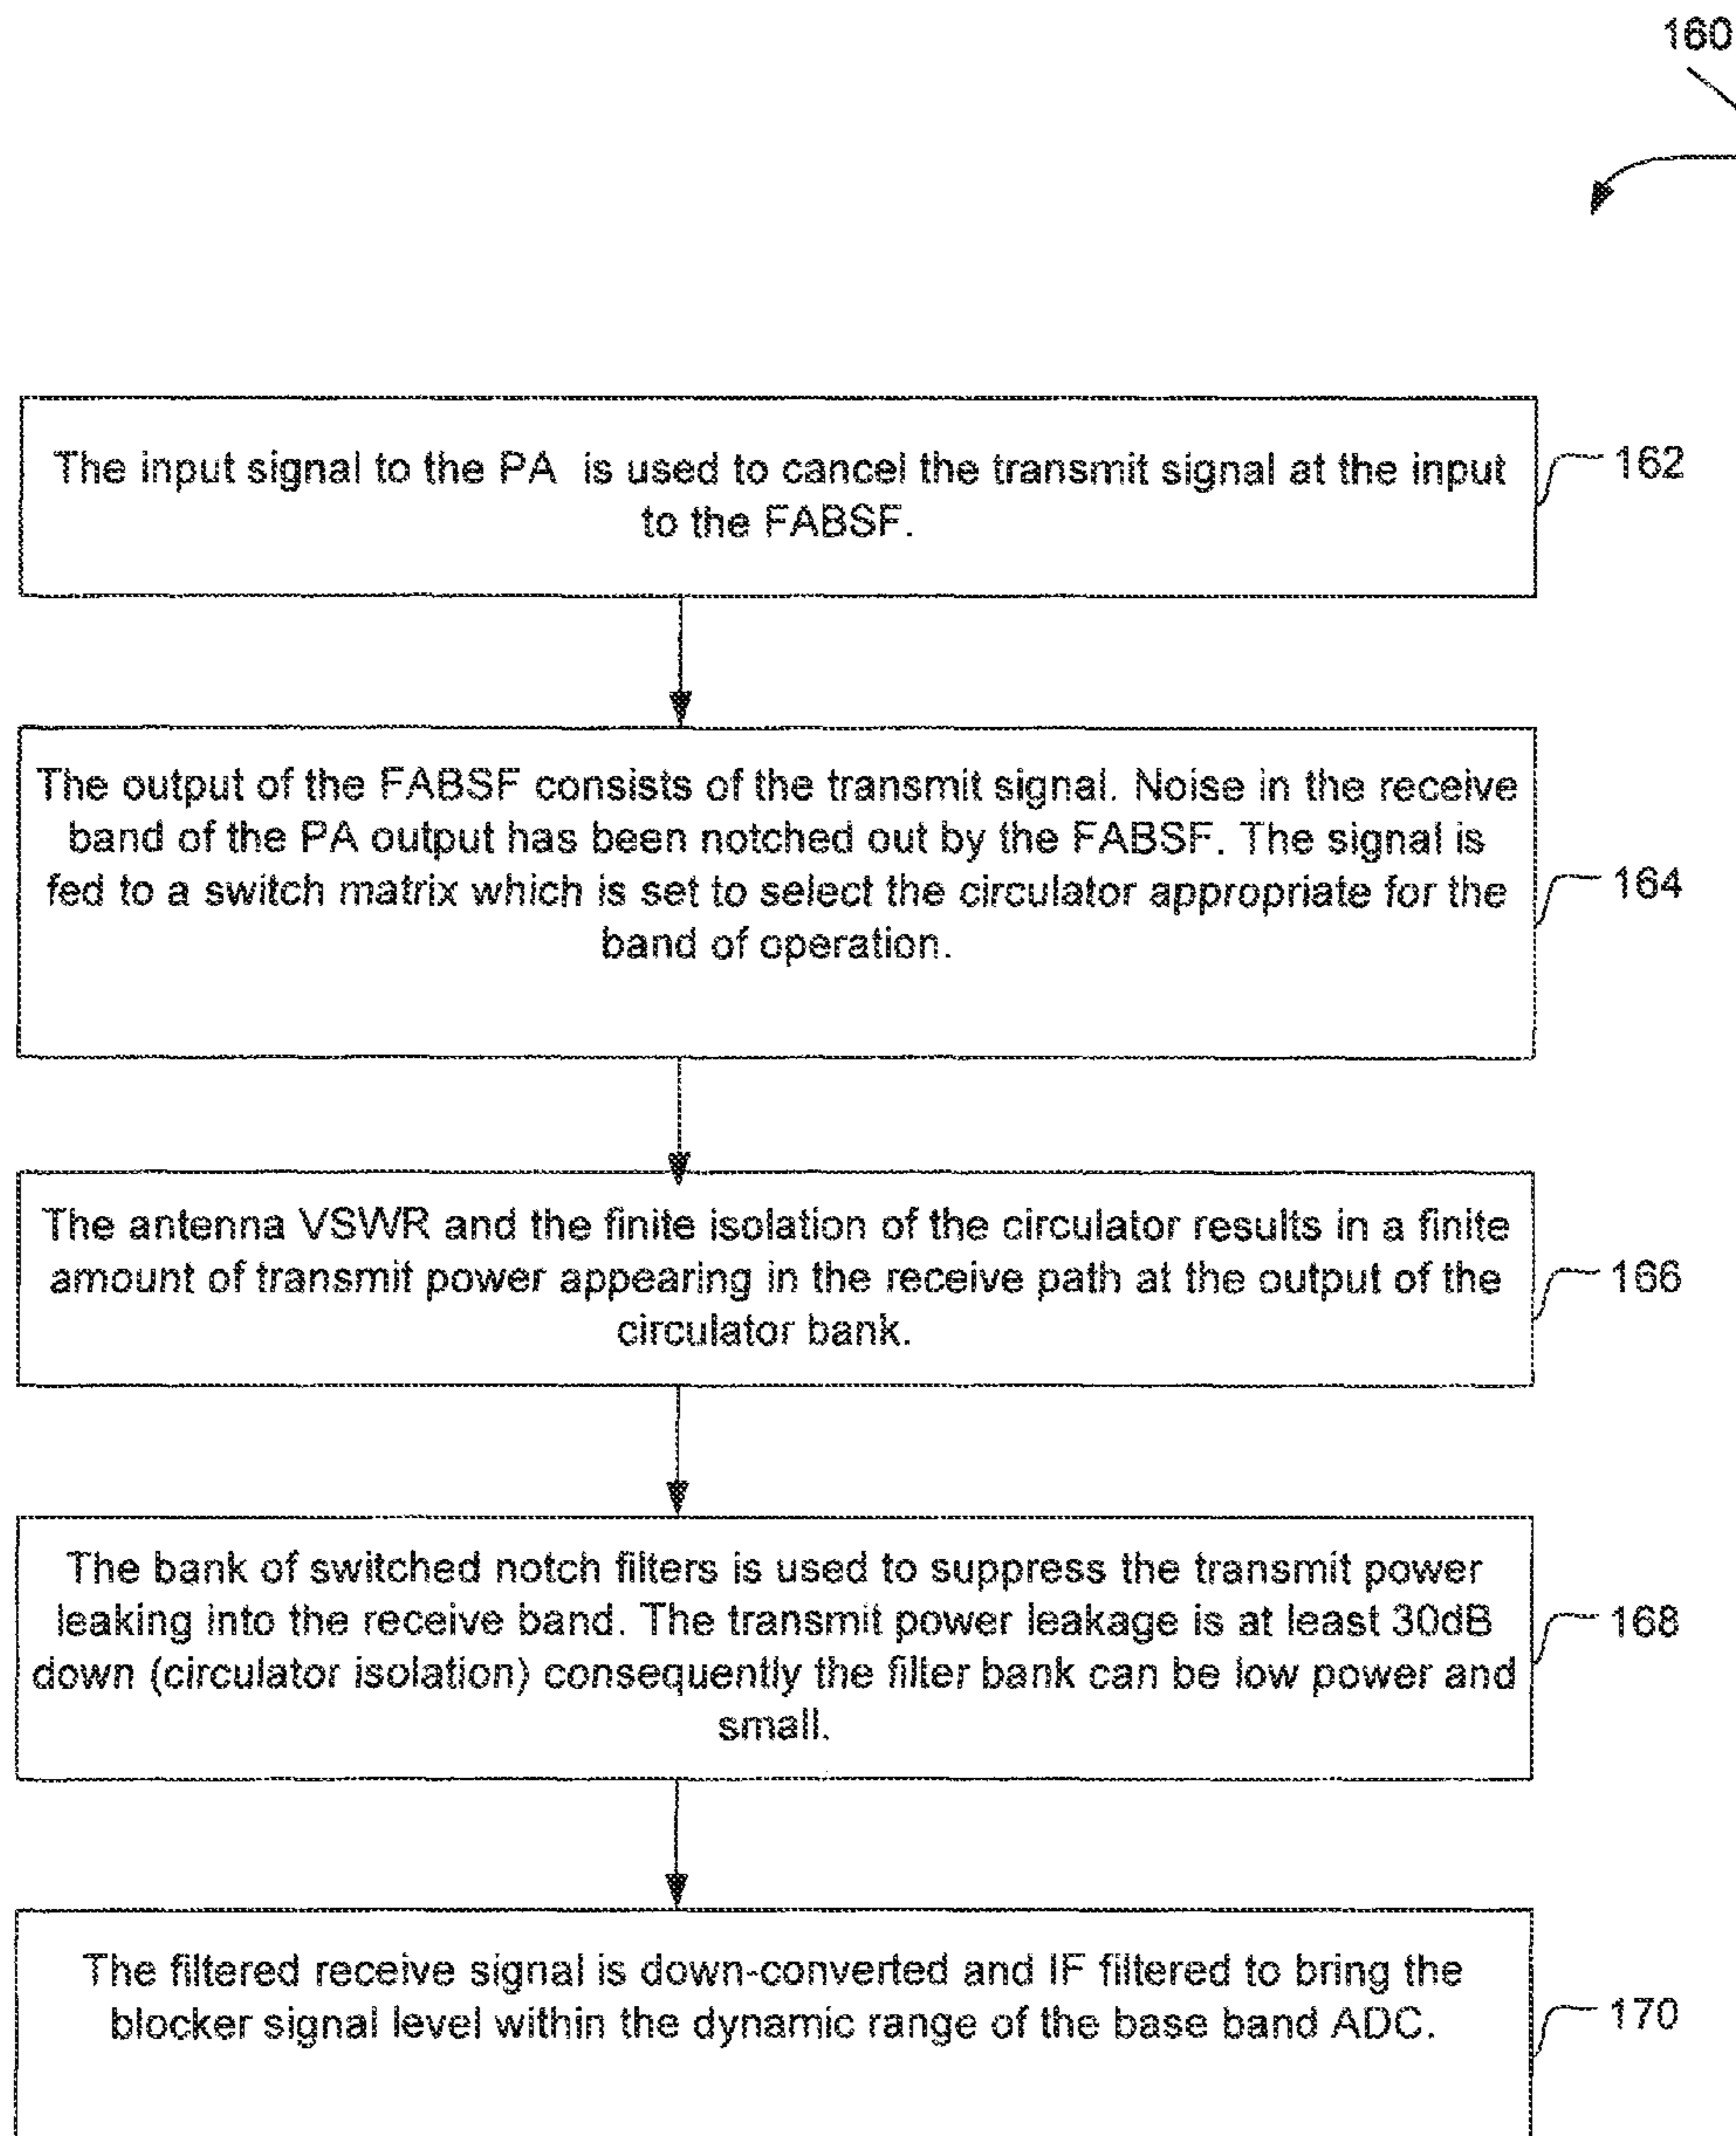 160
The input signal to the PA is used to cancel the transmit signal at the input
to the FABSF.
162
The output of the FABSF consists of the transmit signal. Noise in the receive
band of the PA output has been notched out by the FABSF. The signal is
fed to a switch matrix which is set to select the circulator appropriate for the
band of operation.
164
The antenna VSWR and the finite isolation of the circulator results in a finite
amount of transmit power appearing in the receive path at the output of the
circulator bank.
166
The bank of switched notch filters is used to suppress the transmit power
leaking into the receive band. The transmit power leakage is at least 30dB
down (circulator isolation) consequently the filter bank can be low power and
small.
168
The filtered receive signal is down-converted and IF filtered to bring the
blocker signal level within the dynamic range of the base band ADC.
170